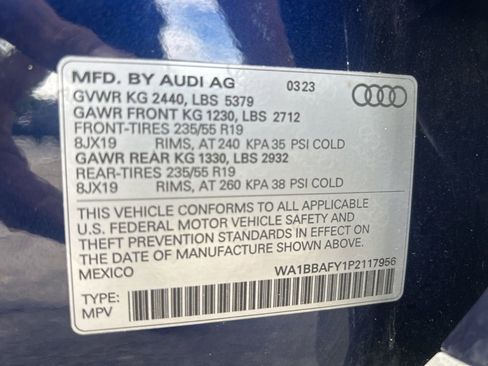 MFD. BY AUDI AG 03 23
GVWR KG 2440, LBS 5379
GAWR FRONT KG 1230, LBS 2712
FRONT-TIRES 235/55 R19
8JX19 RIMS, AT 240 KPA 35 PSI COLD
GAWR REAR KG 1330, LBS 2932
REAR-TIRES 235/55 R19
8JX19 RIMS, AT 260 KPA 38 PSI COLD
THIS VEHICLE CONFORMS TO ALL APPLICABLE
U.S. FEDERAL MOTOR VEHICLE SAFETY AND
THEFT PREVENTION STANDARDS IN EFFECT ON
THE DATE OF MANUFACTURE SHOWN ABOVE.
MEXICO WA1BBAFY1P2117956
TYPE:
MPV